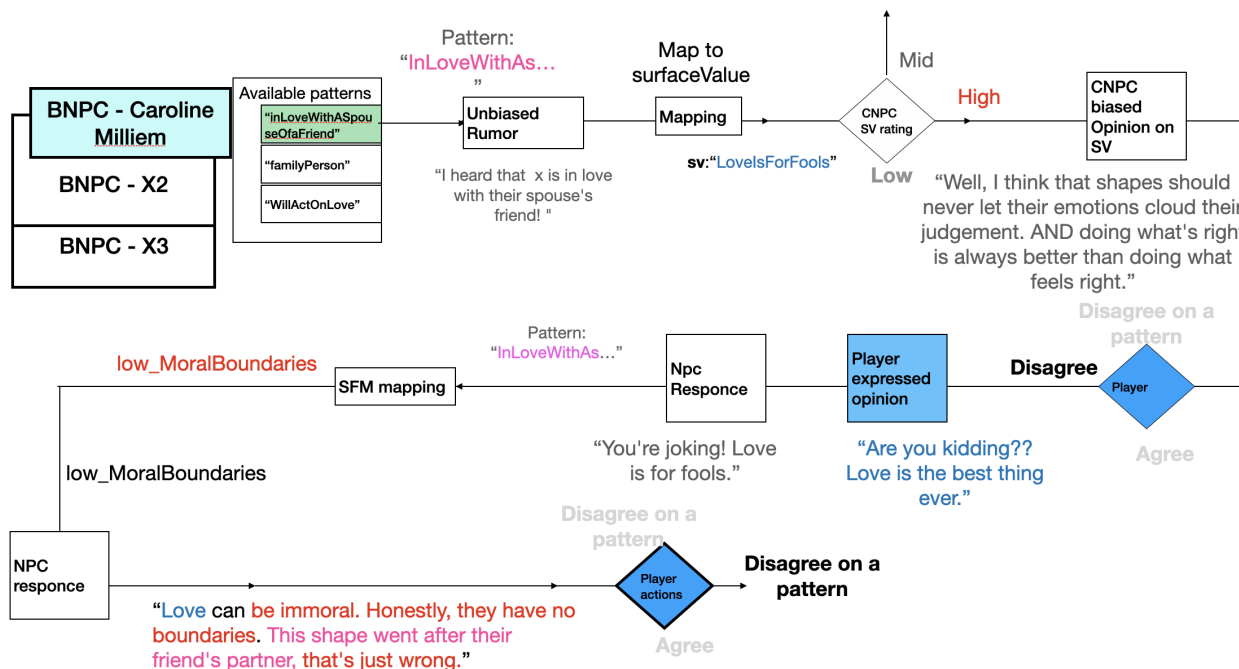 BNPC - Caroline
Milliem
BNPC - X2
BNPC - X3
Available patterns
“inLoveWithASpou
seOfaFriend”
“familyPerson”
“WillActOnLove”
Pattern:
“InLoveWithAs…
”
Unbiased
Rumor
“I heard that x is in love
with their spouse's
friend! "
Map to
surfaceValue
Mapping
sv:“LoveIsForFools”
Mid
CNPC
SV rating
High
Low
CNPC
biased
Opinion on
SV
“Well, I think that shapes should
never let their emotions cloud their
judgement. AND doing what's right
is always better than doing what
feels right.”
Disagree on a
pattern
Player
Agree
Disagree
Player
expressed
opinion
“Are you kidding??
Love is the best thing
ever.”
Npc
Responce
“You're joking! Love
is for fools.”
Pattern:
“InLoveWithAs…”
SFM mapping
low_MoralBoundaries
low_MoralBoundaries
NPC
responce
“Love can be immoral. Honestly, they have no
boundaries. This shape went after their
friend's partner, that's just wrong.”
Disagree on a
pattern
Player
actions
Agree
Disagree on a
pattern